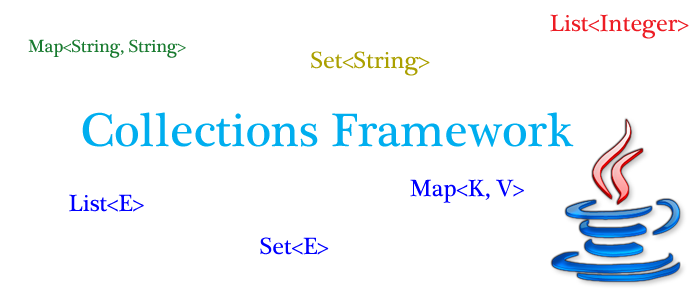 List<Integer>
Map<String, String>
Set<String>
Collections Framework
Map<K, V>
List<E>
Set<E>